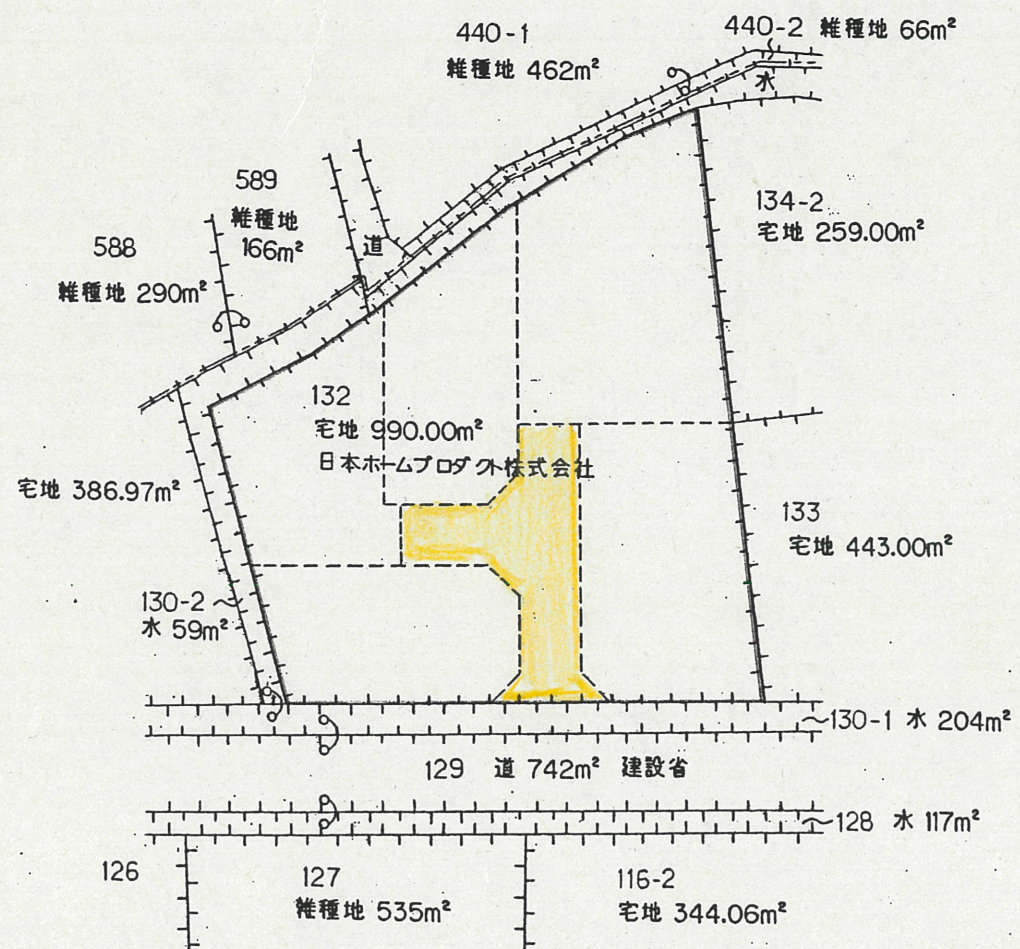 440-1
雑種地 462m²
440-2 雑種地 66m²
水
589
雑種地
166m²
道
588
雑種地 290m²
134-2
宅地 259.00m²
132
宅地 990.00m²
日本ホームプロダクト株式会社
宅地 386.97m²
133
宅地 443.00m²
130-2
水 59m²
130-1 水 204m²
129 道 742m² 建設省
128 水 117m²
126
127
雑種地 535m²
116-2
宅地 344.06m²